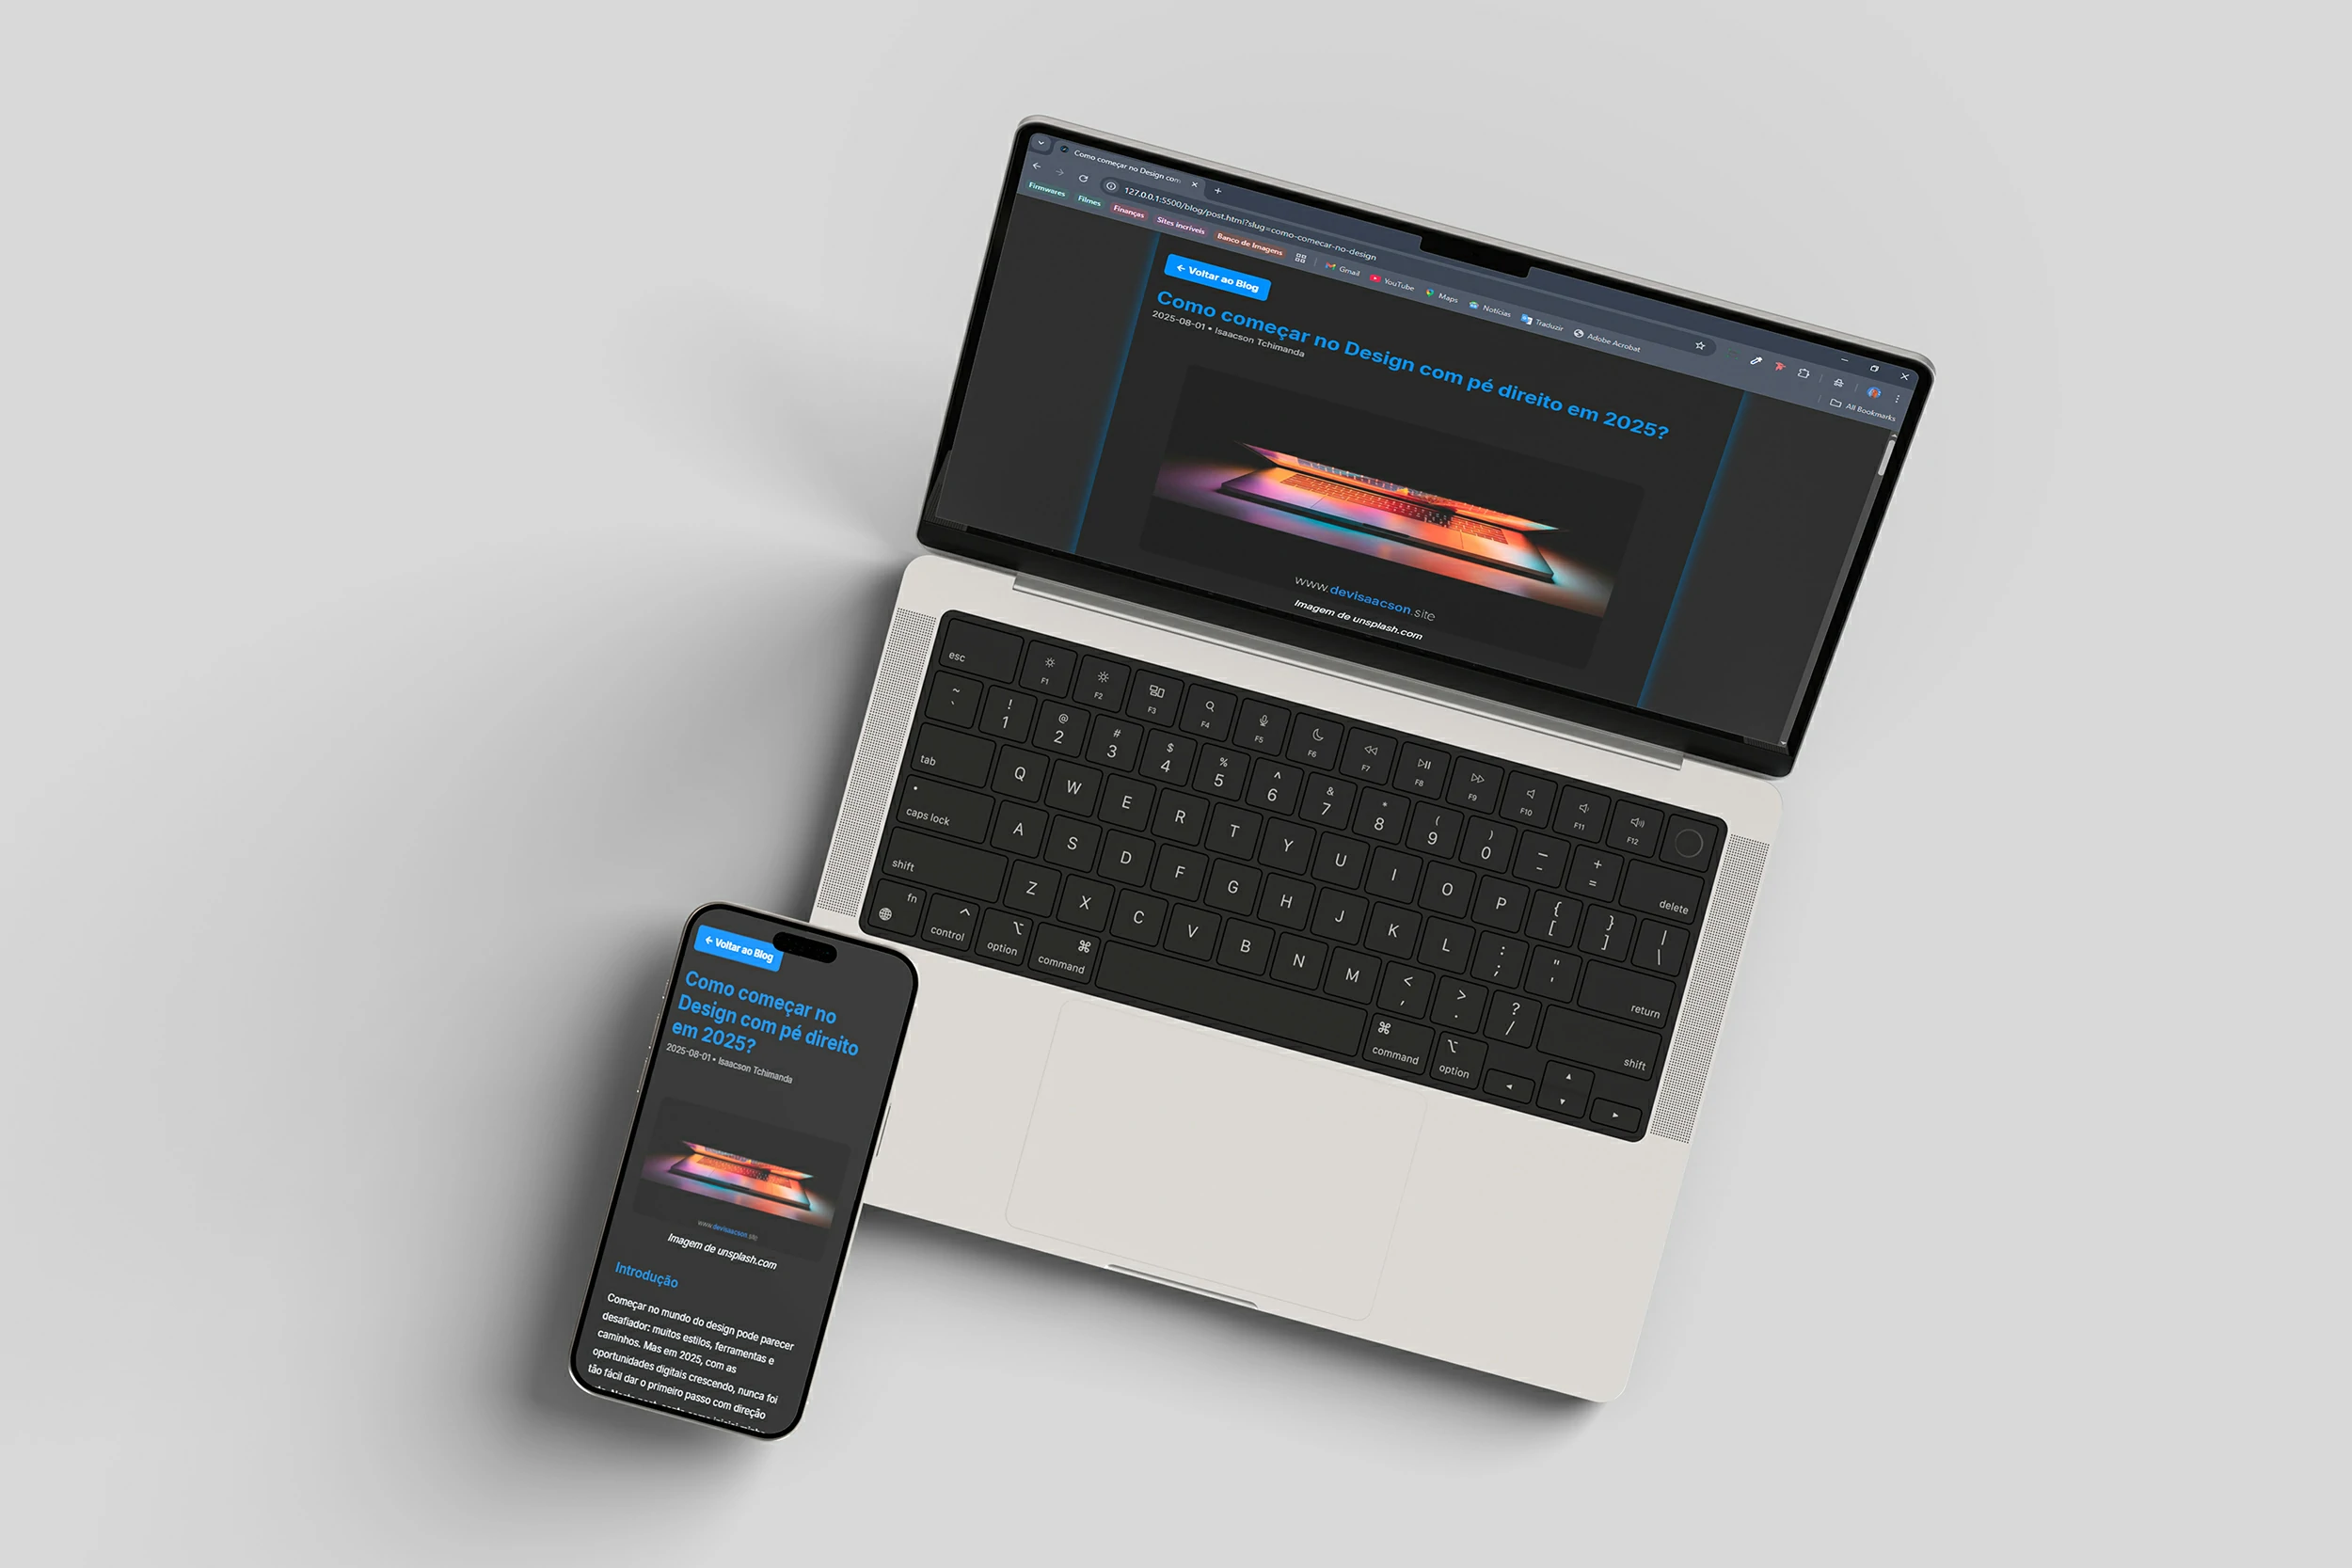 Como começar no Design com
127.0.0.1:5500/blog/post.html?slug=como-comecar-no-design
Firmwares Filmes Finanças Sites incríveis Banco de Imagens Gmail YouTube Maps Notícias Traduzir Adobe Acrobat All Bookmarks
← Voltar ao Blog
Como começar no Design com pé direito em 2025?
2025-08-01 • Isaacson Tchimanda
www.devisaacson.site
Imagem de unsplash.com
esc F1 F2 F3 F4 F5 F6 F7 F8 F9 F10 F11 F12
~ ! @ # $ % ^ & * ( ) — +
` 1 2 3 4 5 6 7 8 9 0 - = delete
tab Q W E R T Y U I O P { [ } ] | \
caps lock A S D F G H J K L : ; " ' return
shift Z X C V B N M < , > . ? / shift
fn control option command command option
← Voltar ao Blog
Como começar no
Design com pé direito
em 2025?
2025-08-01 • Isaacson Tchimanda
www.devisaacson.site
Imagem de unsplash.com
Introdução
Começar no mundo do design pode parecer
desafiador: muitos estilos, ferramentas e
caminhos. Mas em 2025, com as
oportunidades digitais crescendo, nunca foi
tão fácil dar o primeiro passo com direção